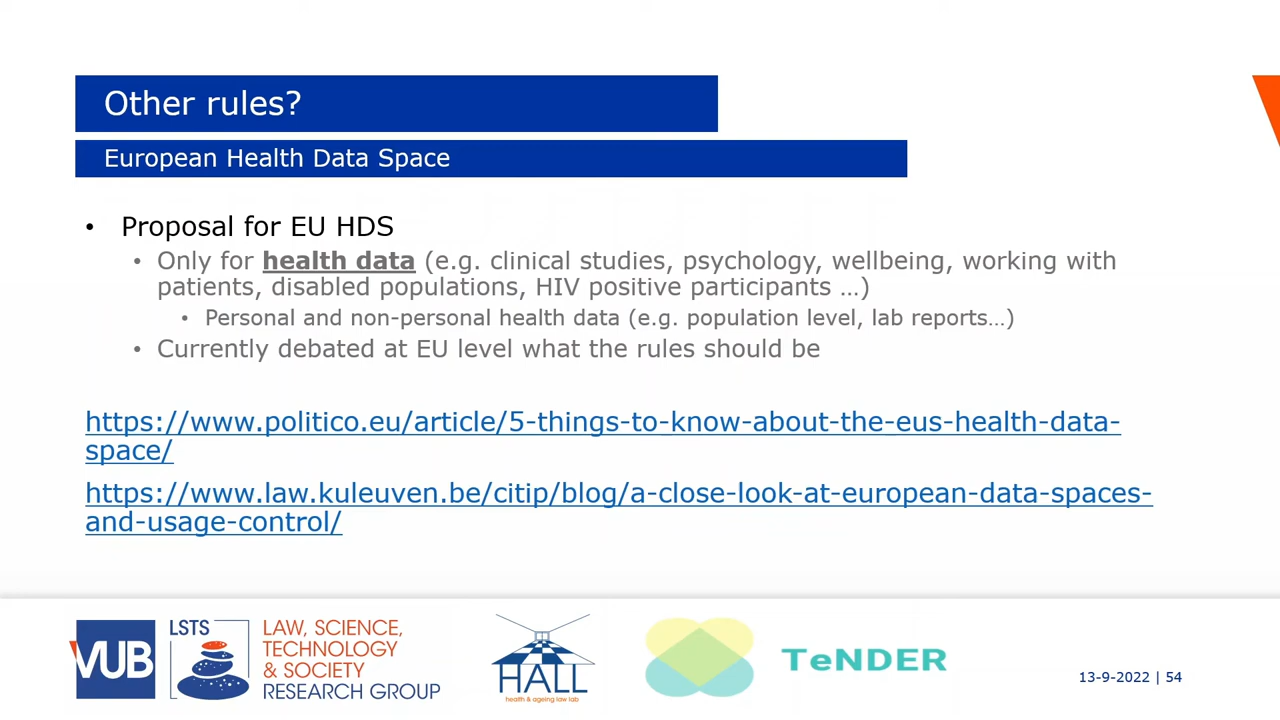 Other rules?
European Health Data Space
• Proposal for EU HDS
• Only for health data (e.g. clinical studies, psychology, wellbeing, working with
patients, disabled populations, HIV positive participants …)
• Personal and non-personal health data (e.g. population level, lab reports…)
• Currently debated at EU level what the rules should be
https://www.politico.eu/article/5-things-to-know-about-the-eus-health-data-
space/
https://www.law.kuleuven.be/citip/blog/a-close-look-at-european-data-spaces-
and-usage-control/
VUB
LSTS
LAW, SCIENCE,
TECHNOLOGY
& SOCIETY
RESEARCH GROUP
HALL
health & ageing law lab
TeNDER
13-9-2022 | 54